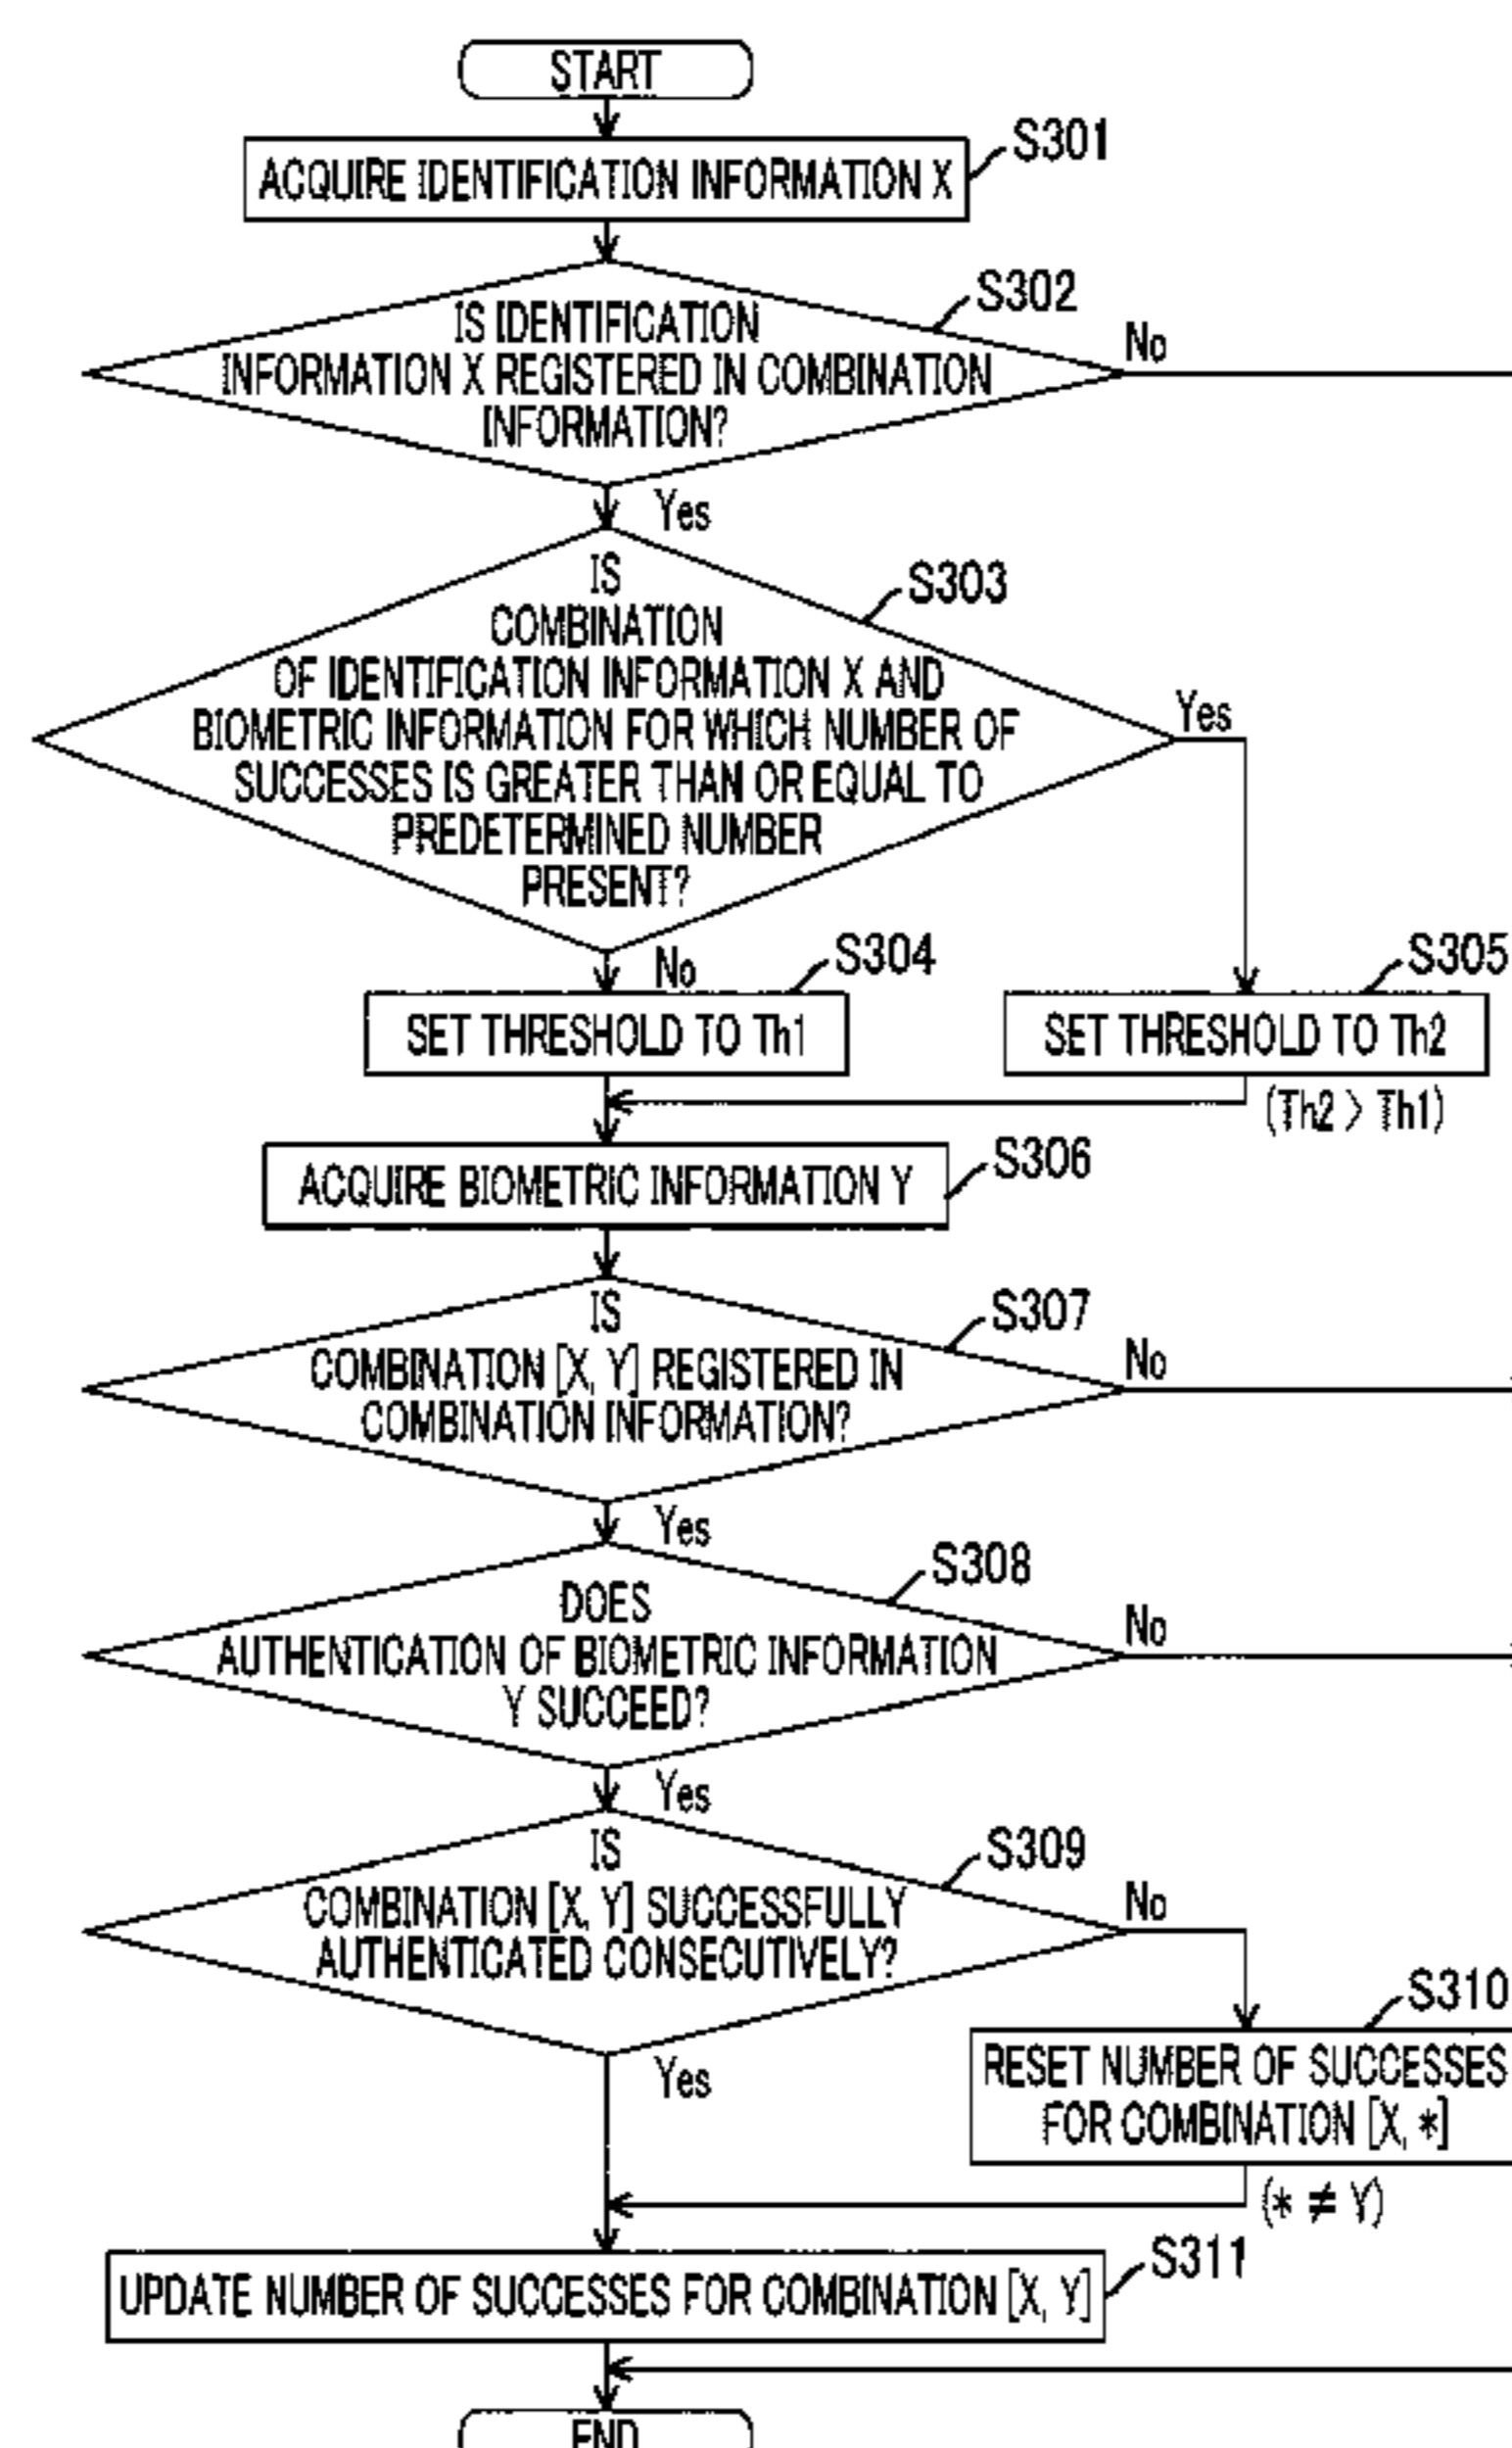 START
S301
ACQUIRE IDENTIFICATION INFORMATION X
S302
IS IDENTIFICATION
INFORMATION X REGISTERED IN COMBINATION
INFORMATION?
No
Yes
S303
IS
COMBINATION
OF IDENTIFICATION INFORMATION X AND
BIOMETRIC INFORMATION FOR WHICH NUMBER OF
SUCCESSES IS GREATER THAN OR EQUAL TO
PREDETERMINED NUMBER
PRESENT?
Yes
No
S304
SET THRESHOLD TO Th1
S305
SET THRESHOLD TO Th2
(Th2 > Th1)
S306
ACQUIRE BIOMETRIC INFORMATION Y
S307
IS
COMBINATION [X, Y] REGISTERED IN
COMBINATION INFORMATION?
No
Yes
S308
DOES
AUTHENTICATION OF BIOMETRIC INFORMATION
Y SUCCEED?
No
Yes
S309
IS
COMBINATION [X, Y] SUCCESSFULLY
AUTHENTICATED CONSECUTIVELY?
No
Yes
S310
RESET NUMBER OF SUCCESSES
FOR COMBINATION [X, *]
(* ≠ Y)
S311
UPDATE NUMBER OF SUCCESSES FOR COMBINATION [X, Y]
END